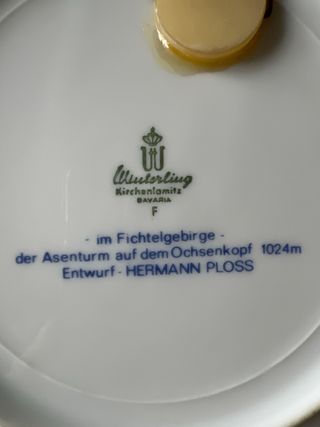 Winterling
Kirchenlamitz
BAVARIA
F
- im Fichtelgebirge -
der Asenturm auf dem Ochsenkopf 1024m
Entwurf - HERMANN PLOSS